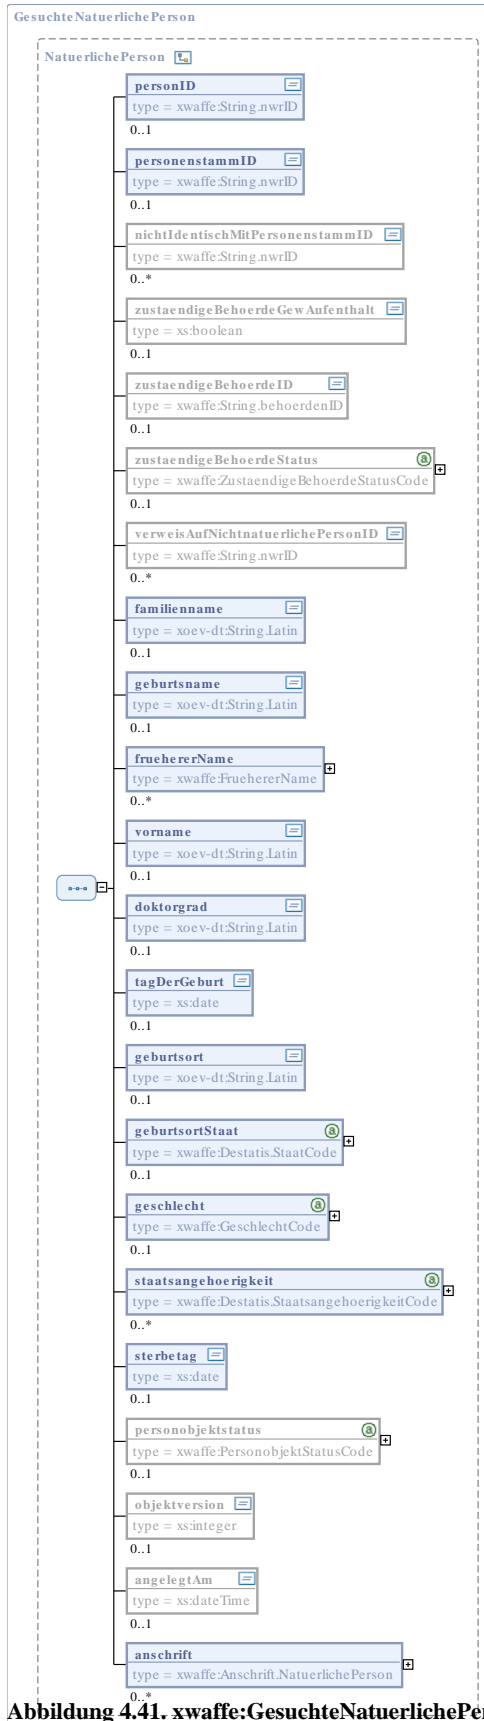 GesuchteNatuerlichePerson
NatuerlichePerson
personID
type = xwaffe:String.nwrID
0..1
personenstammID
type = xwaffe:String.nwrID
0..1
nichtIdentischMitPersonenstammID
type = xwaffe:String.nwrID
0..*
zustaendigeBehoerdeGewAufenthalt
type = xs:boolean
0..1
zustaendigeBehoerdeID
type = xwaffe:String.behoerdenID
0..1
zustaendigeBehoerdeStatus
type = xwaffe:ZustaendigeBehoerdeStatusCode
0..1
verweisAufNichtnatuerlichePersonID
type = xwaffe:String.nwrID
0..*
familienname
type = xoev-dt:String.Latin
0..1
geburtsname
type = xoev-dt:String.Latin
0..1
fruehererName
type = xwaffe:FruehererName
0..*
vorname
type = xoev-dt:String.Latin
0..1
doktorgrad
type = xoev-dt:String.Latin
0..1
tagDerGeburt
type = xs:date
0..1
geburtsort
type = xoev-dt:String.Latin
0..1
geburtsortStaat
type = xwaffe:Destatis.StaatCode
0..1
geschlecht
type = xwaffe:GeschlechtCode
0..1
staatsangehoerigkeit
type = xwaffe:Destatis.StaatsangehoerigkeitCode
0..*
sterbetag
type = xs:date
0..1
personobjektstatus
type = xwaffe:PersonobjektStatusCode
0..1
objektversion
type = xs:integer
0..1
angelegtAm
type = xs:dateTime
0..1
anschrift
type = xwaffe:Anschrift.NatuerlichePerson
0..*
Abbildung 4.41. xwaffe:GesuchteNatuerlichePer